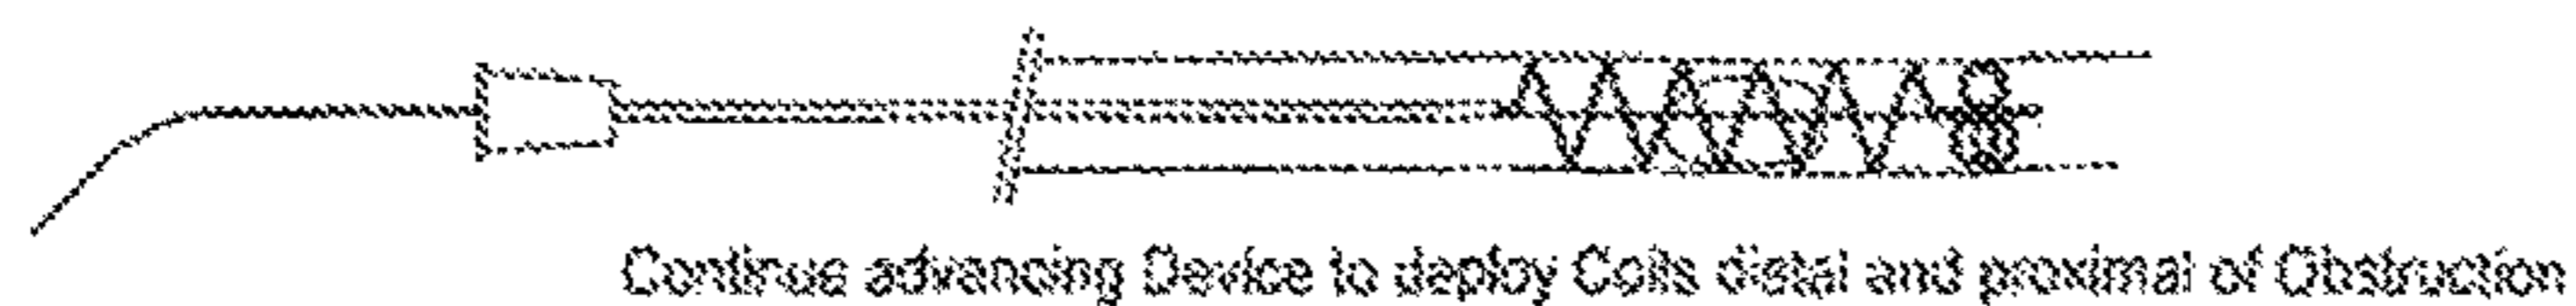 Continue advancing Device to deploy Coils distal and proximal of Obstruction